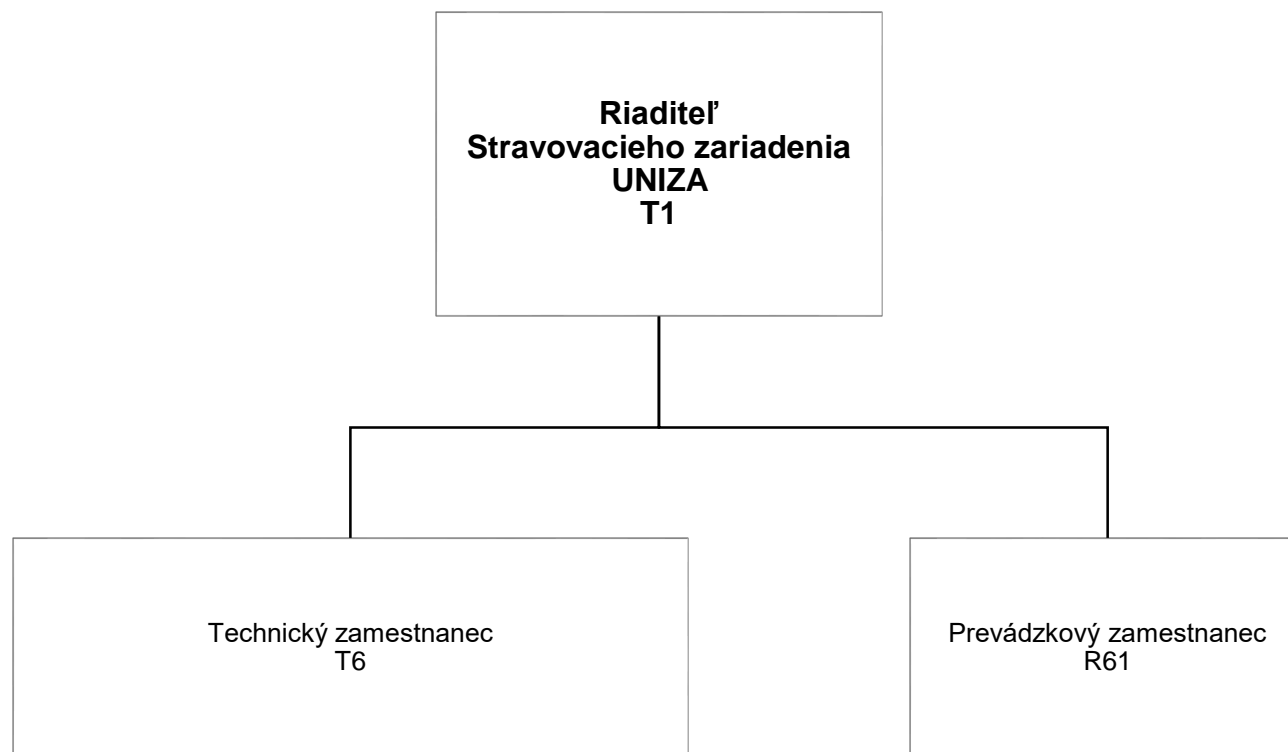 Riaditeľ
Stravovacieho zariadenia
UNIZA
T1
Technický zamestnanec
T6
Prevádzkový zamestnanec
R61